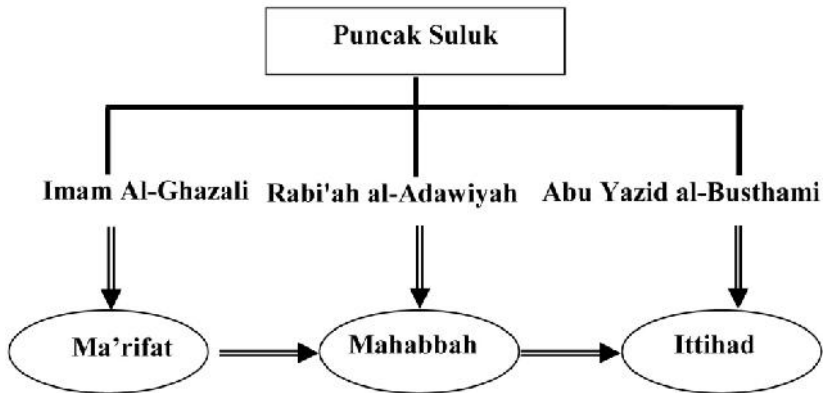 Puncak Suluk
Imam Al-Ghazali
Rabi'ah al-Adawiyah
Abu Yazid al-Busthami
Ma’rifat
Mahabbah
Ittihad